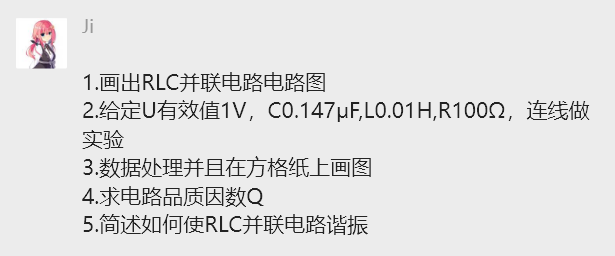 Ji
1.画出RLC并联电路电路图
2.给定U有效值1V，C0.147μF,L0.01H,R100Ω，连线做
实验
3.数据处理并且在方格纸上画图
4.求电路品质因数Q
5.简述如何使RLC并联电路谐振